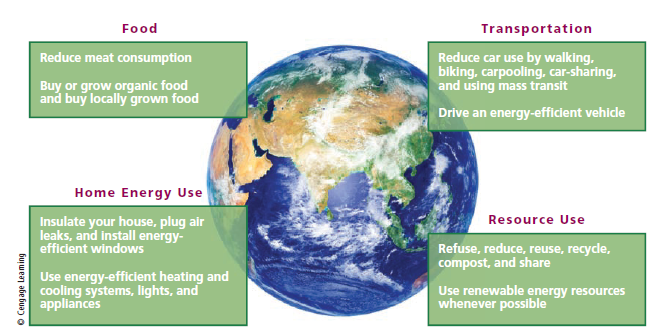 Food
Reduce meat consumption
Buy or grow organic food
and buy locally grown food
Transportation
Reduce car use by walking,
biking, carpooling, car-sharing,
and using mass transit
Drive an energy-efficient vehicle
Home Energy Use
Insulate your house, plug air
leaks, and install energy-
efficient windows
Use energy-efficient heating and
cooling systems, lights, and
appliances
Resource Use
Refuse, reduce, reuse, recycle,
compost, and share
Use renewable energy resources
whenever possible
© Cengage Learning